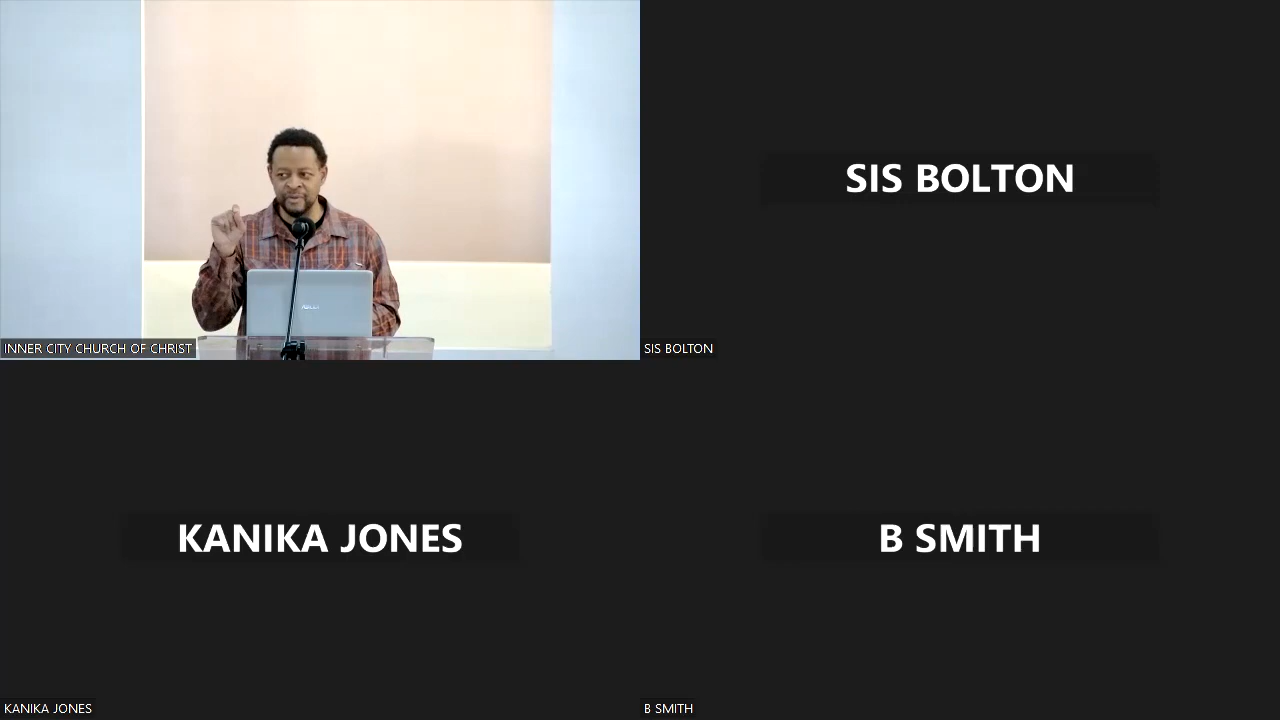 INNER CITY CHURCH OF CHRIST
SIS BOLTON
SIS BOLTON
KANIKA JONES
KANIKA JONES
B SMITH
B SMITH